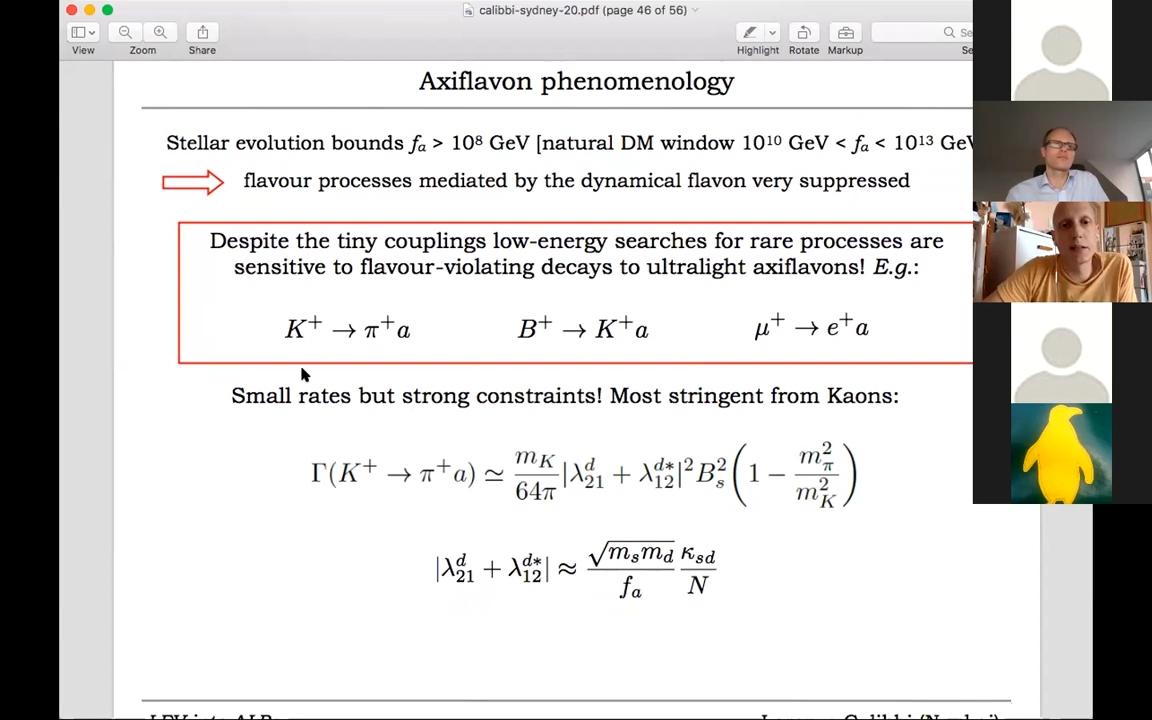 calibbi-sydney-20.pdf (page 46 of 56)
View Zoom Share Highlight Rotate Markup
Axiflavon phenomenology
Stellar evolution bounds fₐ > 10⁸ GeV [natural DM window 10¹⁰ GeV < fₐ < 10¹³ GeV
flavour processes mediated by the dynamical flavon very suppressed
Despite the tiny couplings low-energy searches for rare processes are
sensitive to flavour-violating decays to ultralight axiflavons! E.g.:
K⁺ → π⁺a B⁺ → K⁺a μ⁺ → e⁺a
Small rates but strong constraints! Most stringent from Kaons:
Γ(K⁺ → π⁺a) ≃ m_K/64π |λ^d_21 + λ^d*_12|² B_s² (1 − m_π²/m_K²)
|λ^d_21 + λ^d*_12| ≈ √(m_s m_d)/f_a κ_sd/N